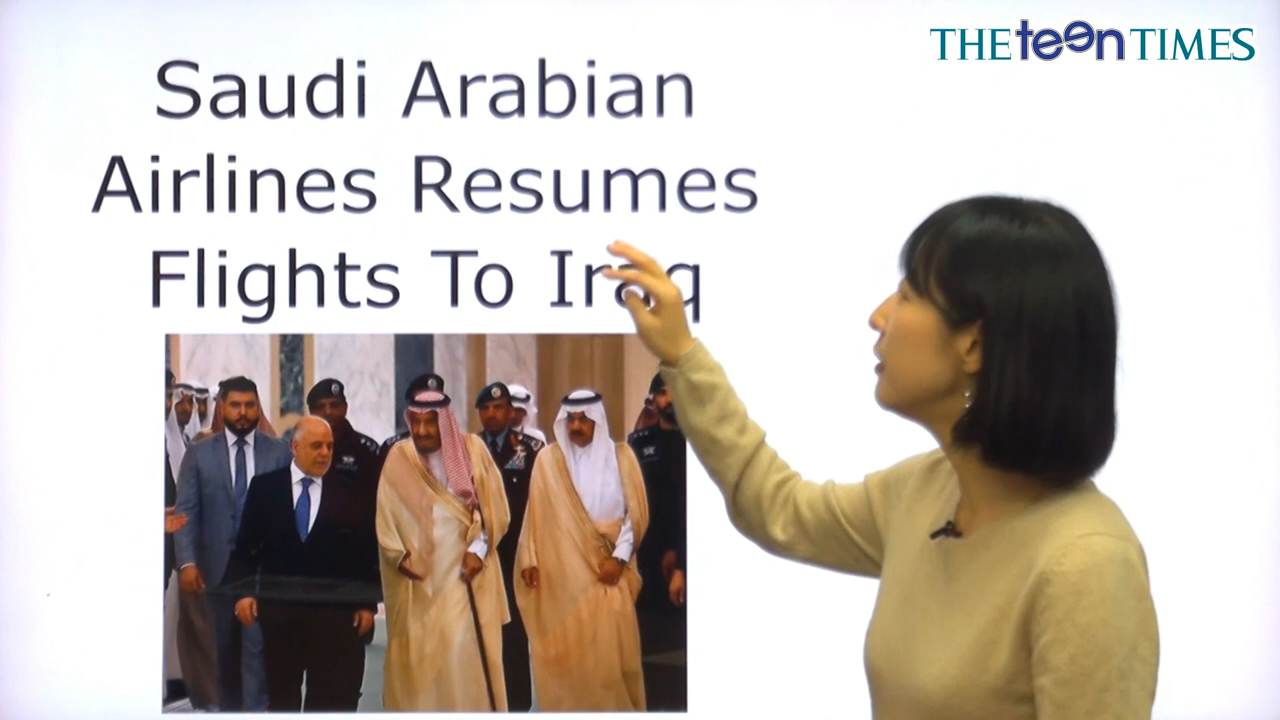 THE teen TIMES
Saudi Arabian
Airlines Resumes
Flights To Iraq